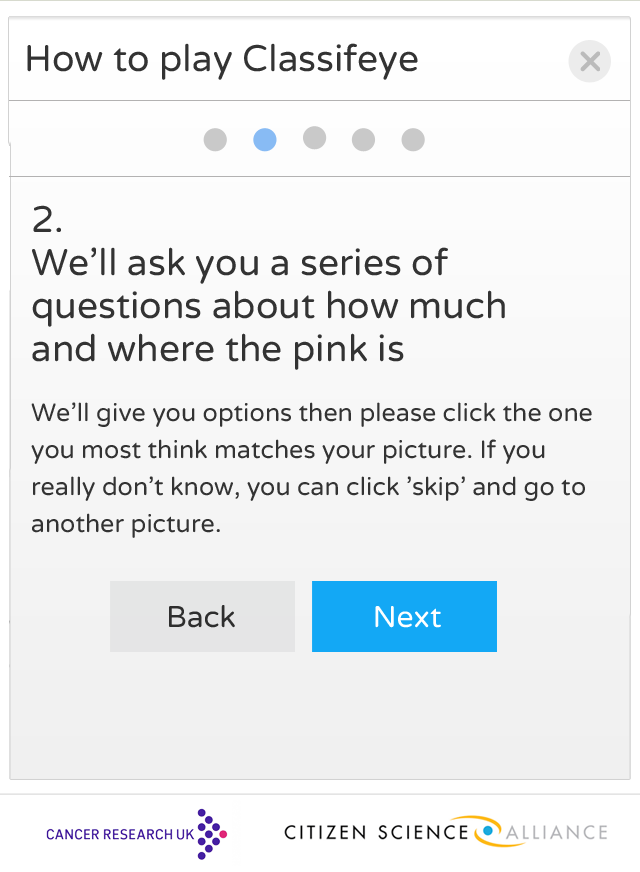 How to play Classifeye
2.
We’ll ask you a series of
questions about how much
and where the pink is
We’ll give you options then please click the one
you most think matches your picture. If you
really don’t know, you can click ’skip’ and go to
another picture.
Back
Next
CANCER RESEARCH UK
CITIZEN SCIENCE ALLIANCE